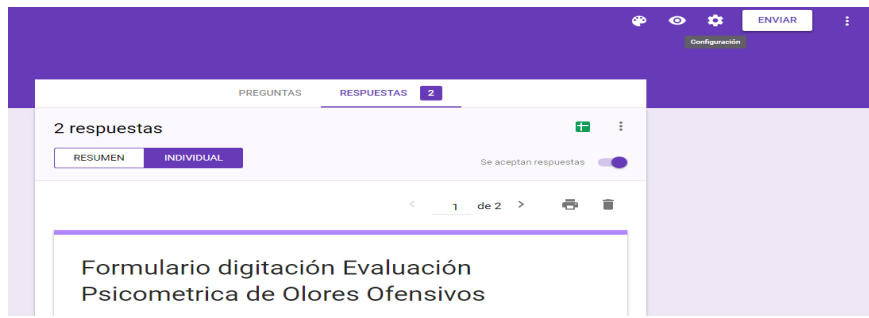 ENVIAR
Configuración
PREGUNTAS RESPUESTAS 2
2 respuestas
RESUMEN INDIVIDUAL Se aceptan respuestas
< 1 de 2 >
Formulario digitación Evaluación
Psicometrica de Olores Ofensivos